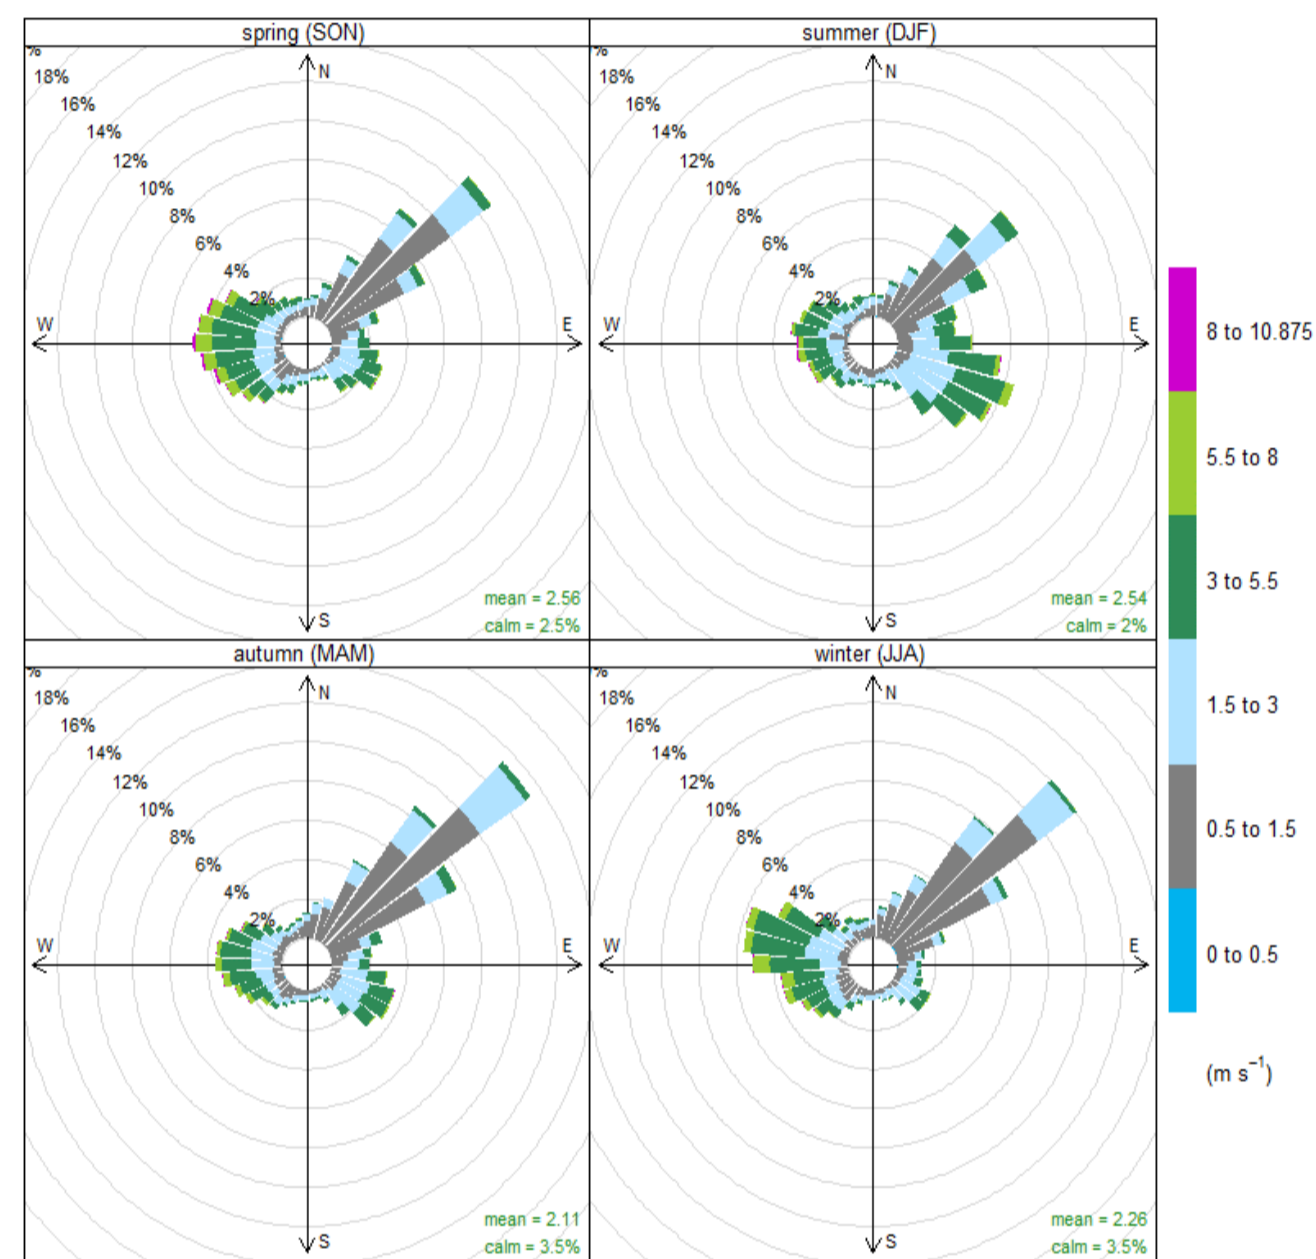 spring (SON)
%
18%
16%
14%
12%
10%
8%
6%
4%
2%
N
W
E
S
mean = 2.56
calm = 2.5%
summer (DJF)
%
18%
16%
14%
12%
10%
8%
6%
4%
2%
N
W
E
S
mean = 2.54
calm = 2%
autumn (MAM)
%
18%
16%
14%
12%
10%
8%
6%
4%
2%
N
W
E
S
mean = 2.11
calm = 3.5%
winter (JJA)
%
18%
16%
14%
12%
10%
8%
6%
4%
2%
N
W
E
S
mean = 2.26
calm = 3.5%
8 to 10.875
5.5 to 8
3 to 5.5
1.5 to 3
0.5 to 1.5
0 to 0.5
(m s⁻¹)